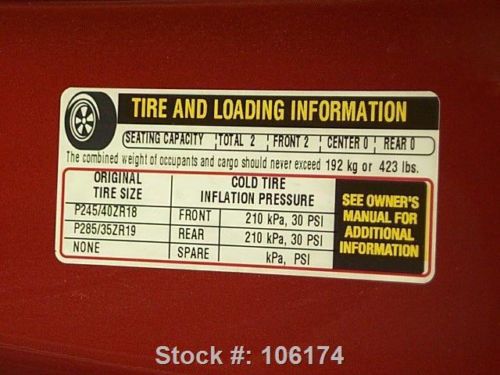 TIRE AND LOADING INFORMATION
SEATING CAPACITY TOTAL 2 FRONT 2 CENTER 0 REAR 0
The combined weight of occupants and cargo should never exceed 192 kg or 423 lbs.
ORIGINAL
TIRE SIZE
COLD TIRE
INFLATION PRESSURE
P245/40ZR18 FRONT 210 kPa, 30 PSI
P285/35ZR19 REAR 210 kPa, 30 PSI
NONE SPARE kPa, PSI
SEE OWNER'S
MANUAL FOR
ADDITIONAL
INFORMATION
Stock #: 106174